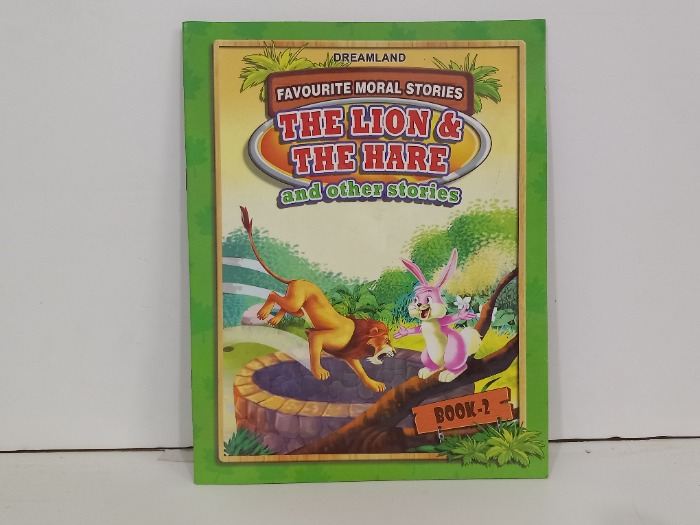 DREAMLAND
FAVOURITE MORAL STORIES
THE LION &
THE HARE
and other stories
BOOK-2